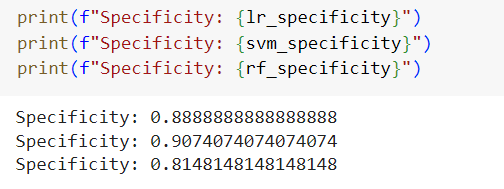 print(f"Specificity: {lr_specificity}")
print(f"Specificity: {svm_specificity}")
print(f"Specificity: {rf_specificity}")
Specificity: 0.8888888888888888
Specificity: 0.9074074074074074
Specificity: 0.8148148148148148